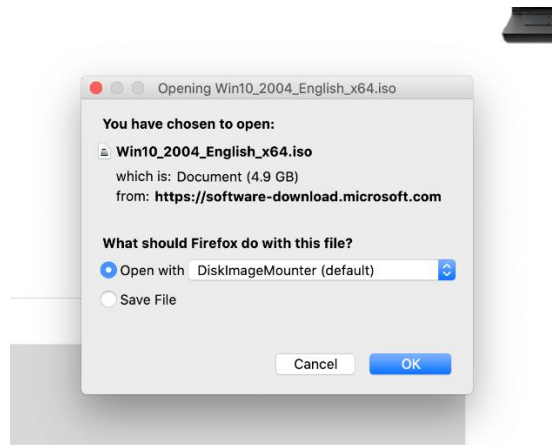 Opening Win10_2004_English_x64.iso
You have chosen to open:
Win10_2004_English_x64.iso
which is: Document (4.9 GB)
from: https://software-download.microsoft.com
What should Firefox do with this file?
Open with DiskImageMounter (default)
Save File
Cancel OK